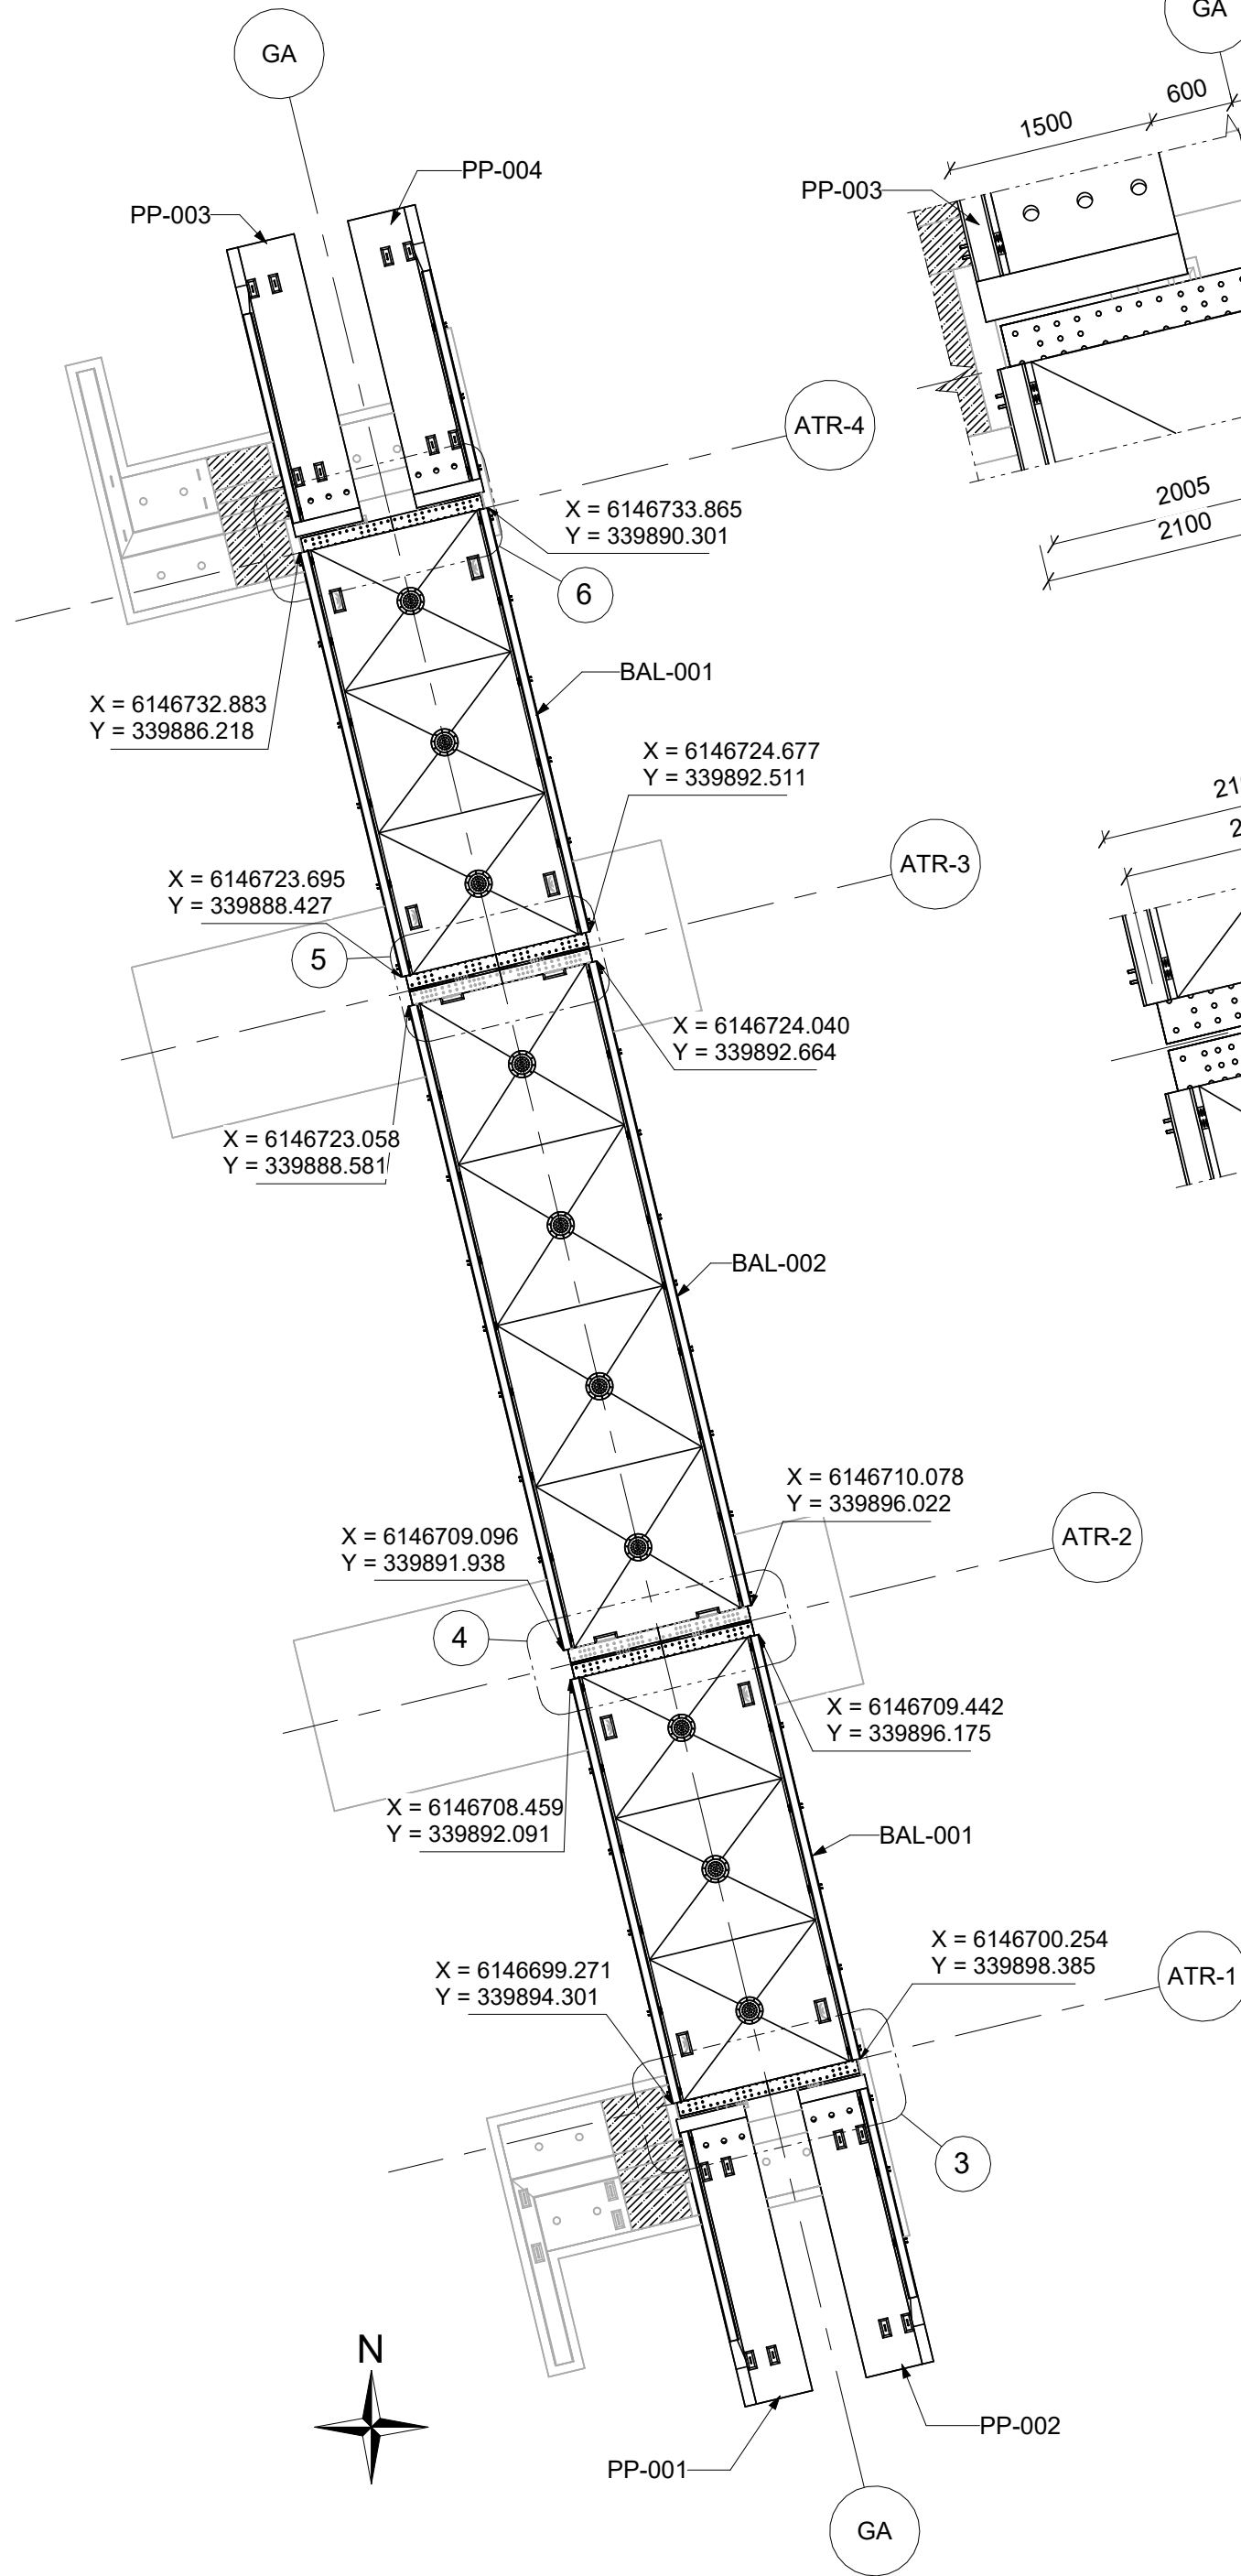 GA
GA
600
1500
PP-004
PP-003
PP-003
ATR-4
2005
2100
X = 6146733.865
Y = 339890.301
6
BAL-001
X = 6146732.883
Y = 339886.218
X = 6146724.677
Y = 339892.511
ATR-3
X = 6146723.695
Y = 339888.427
5
X = 6146724.040
Y = 339892.664
X = 6146723.058
Y = 339888.581
BAL-002
X = 6146710.078
Y = 339896.022
ATR-2
X = 6146709.096
Y = 339891.938
4
X = 6146709.442
Y = 339896.175
X = 6146708.459
Y = 339892.091
BAL-001
X = 6146700.254
Y = 339898.385
ATR-1
X = 6146699.271
Y = 339894.301
3
N
PP-002
PP-001
GA